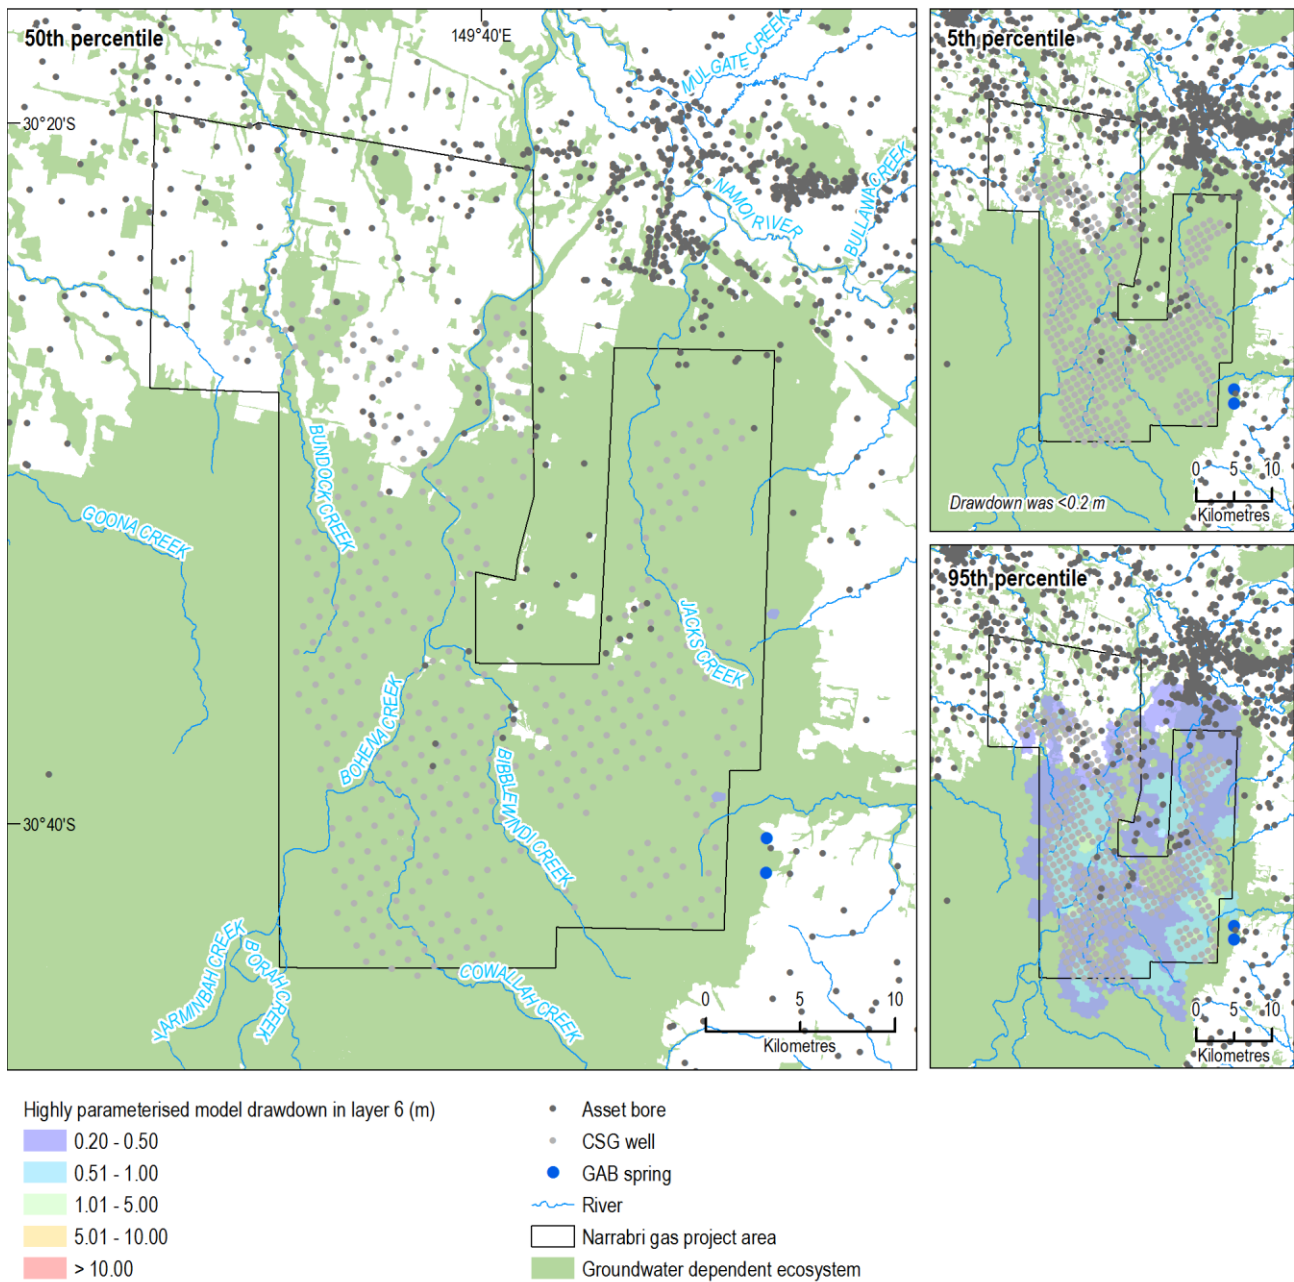 50th percentile
149°40'E
30°20'S
30°40'S
MULGATE CREEK
NAMOI RIVER
BULLAWA CREEK
BUNDOCK CREEK
GOONA CREEK
JACKS CREEK
BOHENA CREEK
BIBBLEWINDI CREEK
YARMINBAH CREEK
BORAH CREEK
COWALLAH CREEK
0 5 10
Kilometres
5th percentile
Drawdown was <0.2 m
0 5 10
Kilometres
95th percentile
0 5 10
Kilometres
Highly parameterised model drawdown in layer 6 (m)
0.20 - 0.50
0.51 - 1.00
1.01 - 5.00
5.01 - 10.00
> 10.00
Asset bore
CSG well
GAB spring
River
Narrabri gas project area
Groundwater dependent ecosystem